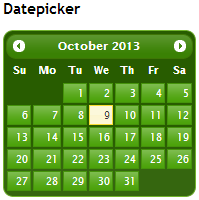 Datepicker
October 2013
Su Mo Tu We Th Fr Sa
1 2 3 4 5
6 7 8 9 10 11 12
13 14 15 16 17 18 19
20 21 22 23 24 25 26
27 28 29 30 31